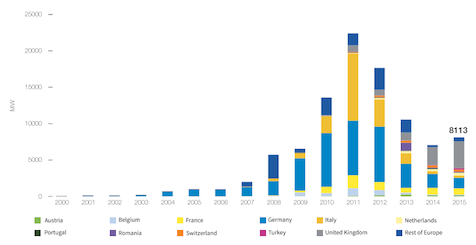 25000
20000
15000
MW
10000
5000
0
8113
2000 2001 2002 2003 2004 2005 2006 2007 2008 2009 2010 2011 2012 2013 2014 2015
Austria Belgium France Germany Italy Netherlands
Portugal Romania Switzerland Turkey United Kingdom Rest of Europe